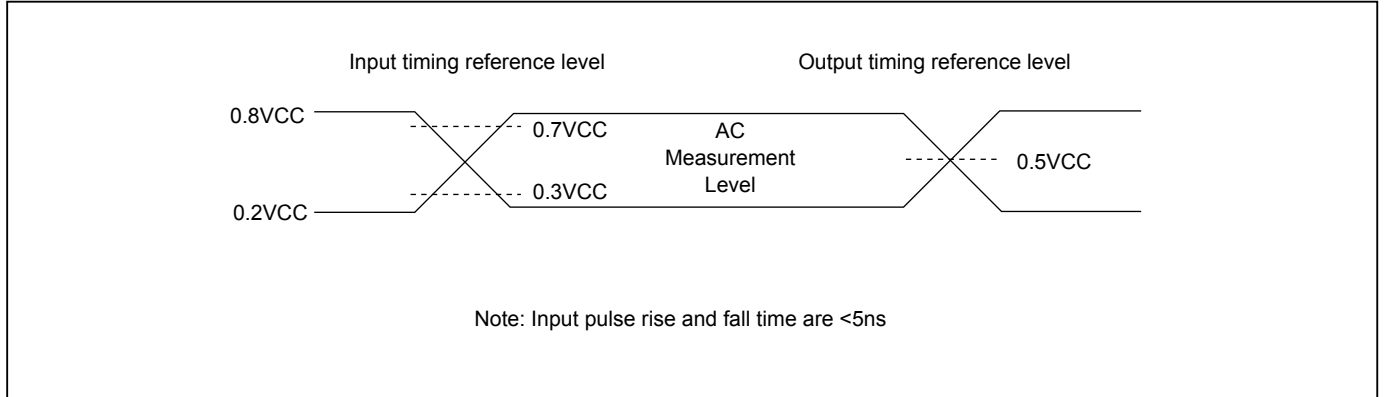 Input timing reference level
Output timing reference level
0.8VCC
0.7VCC
AC
Measurement
Level
0.5VCC
0.3VCC
0.2VCC
Note: Input pulse rise and fall time are <5ns